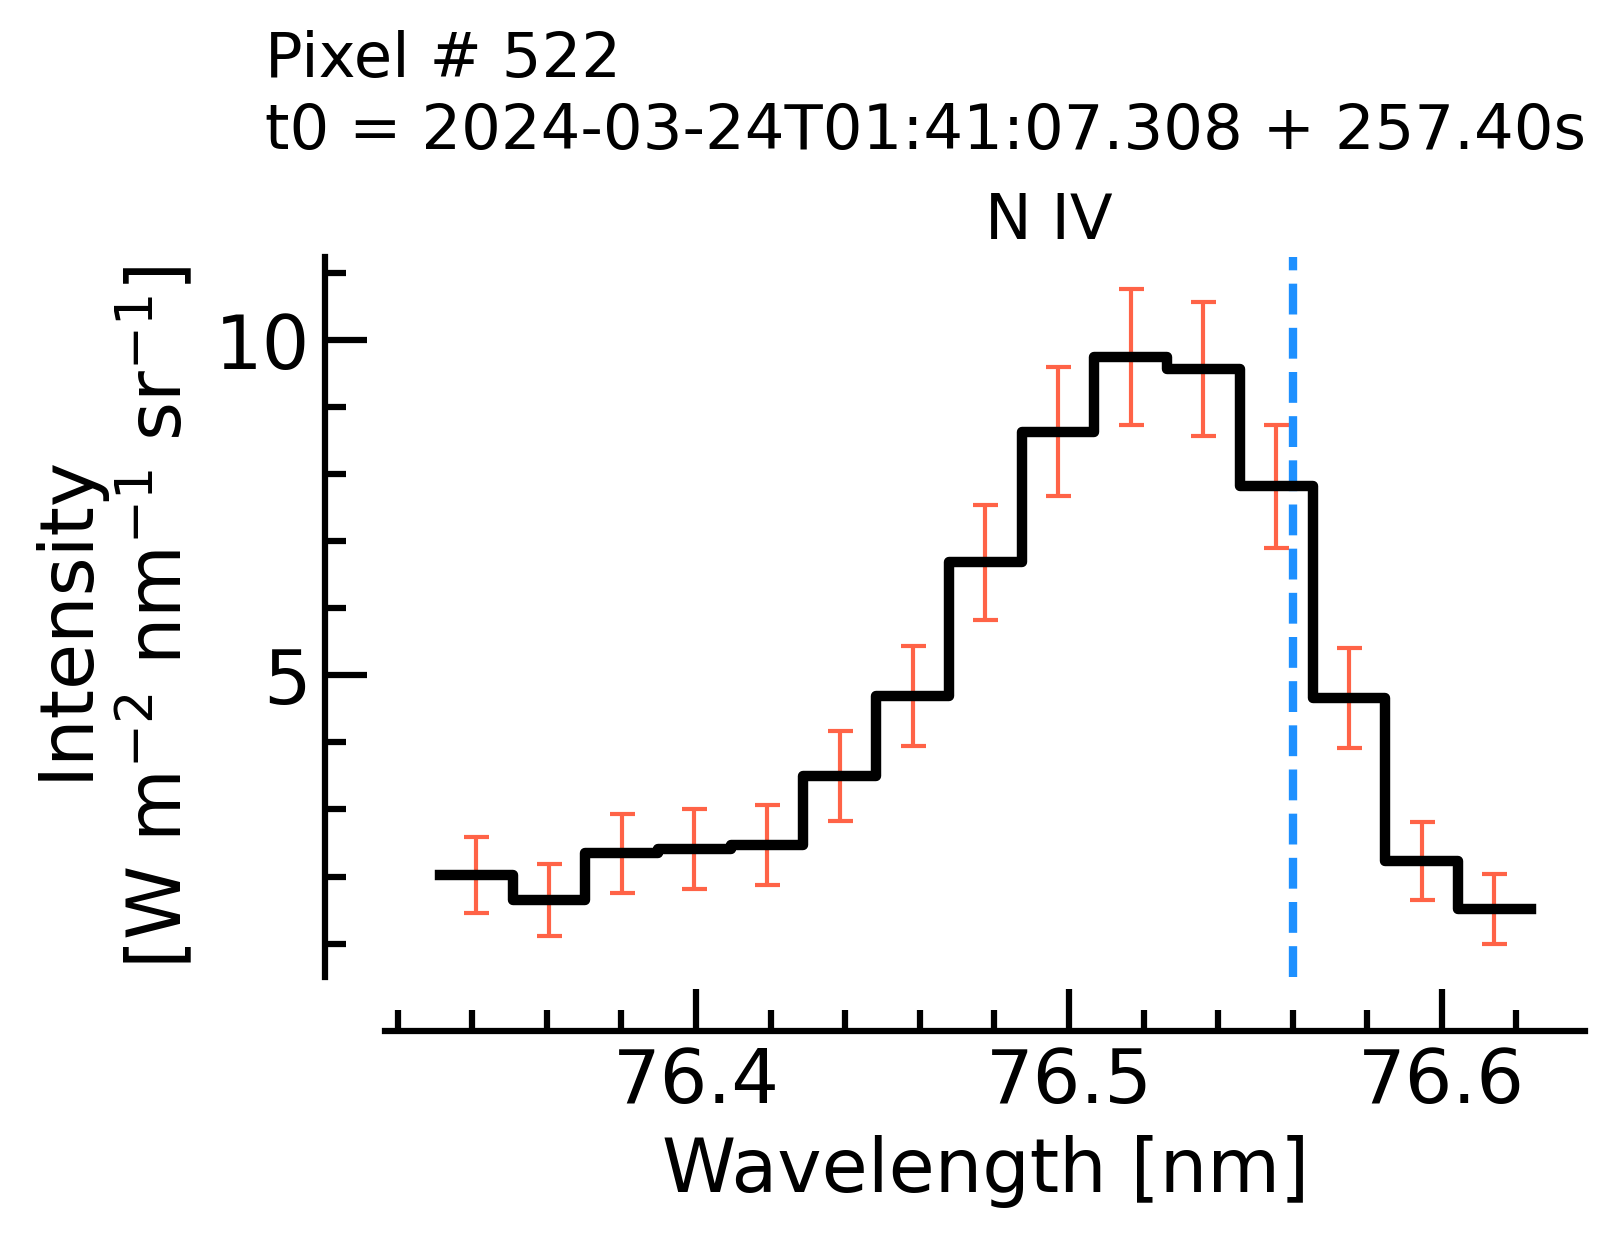 Pixel # 522
t0 = 2024-03-24T01:41:07.308 + 257.40s
N IV
Intensity
[W m⁻² nm⁻¹ sr⁻¹]
10
5
76.4 76.5 76.6
Wavelength [nm]